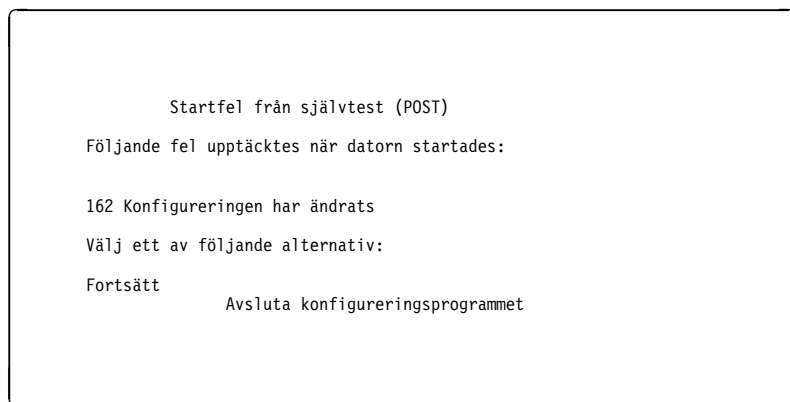 Startfel från självtest (POST)
Följande fel upptäcktes när datorn startades:
162 Konfigureringen har ändrats
Välj ett av följande alternativ:
Fortsätt
Avsluta konfigureringsprogrammet